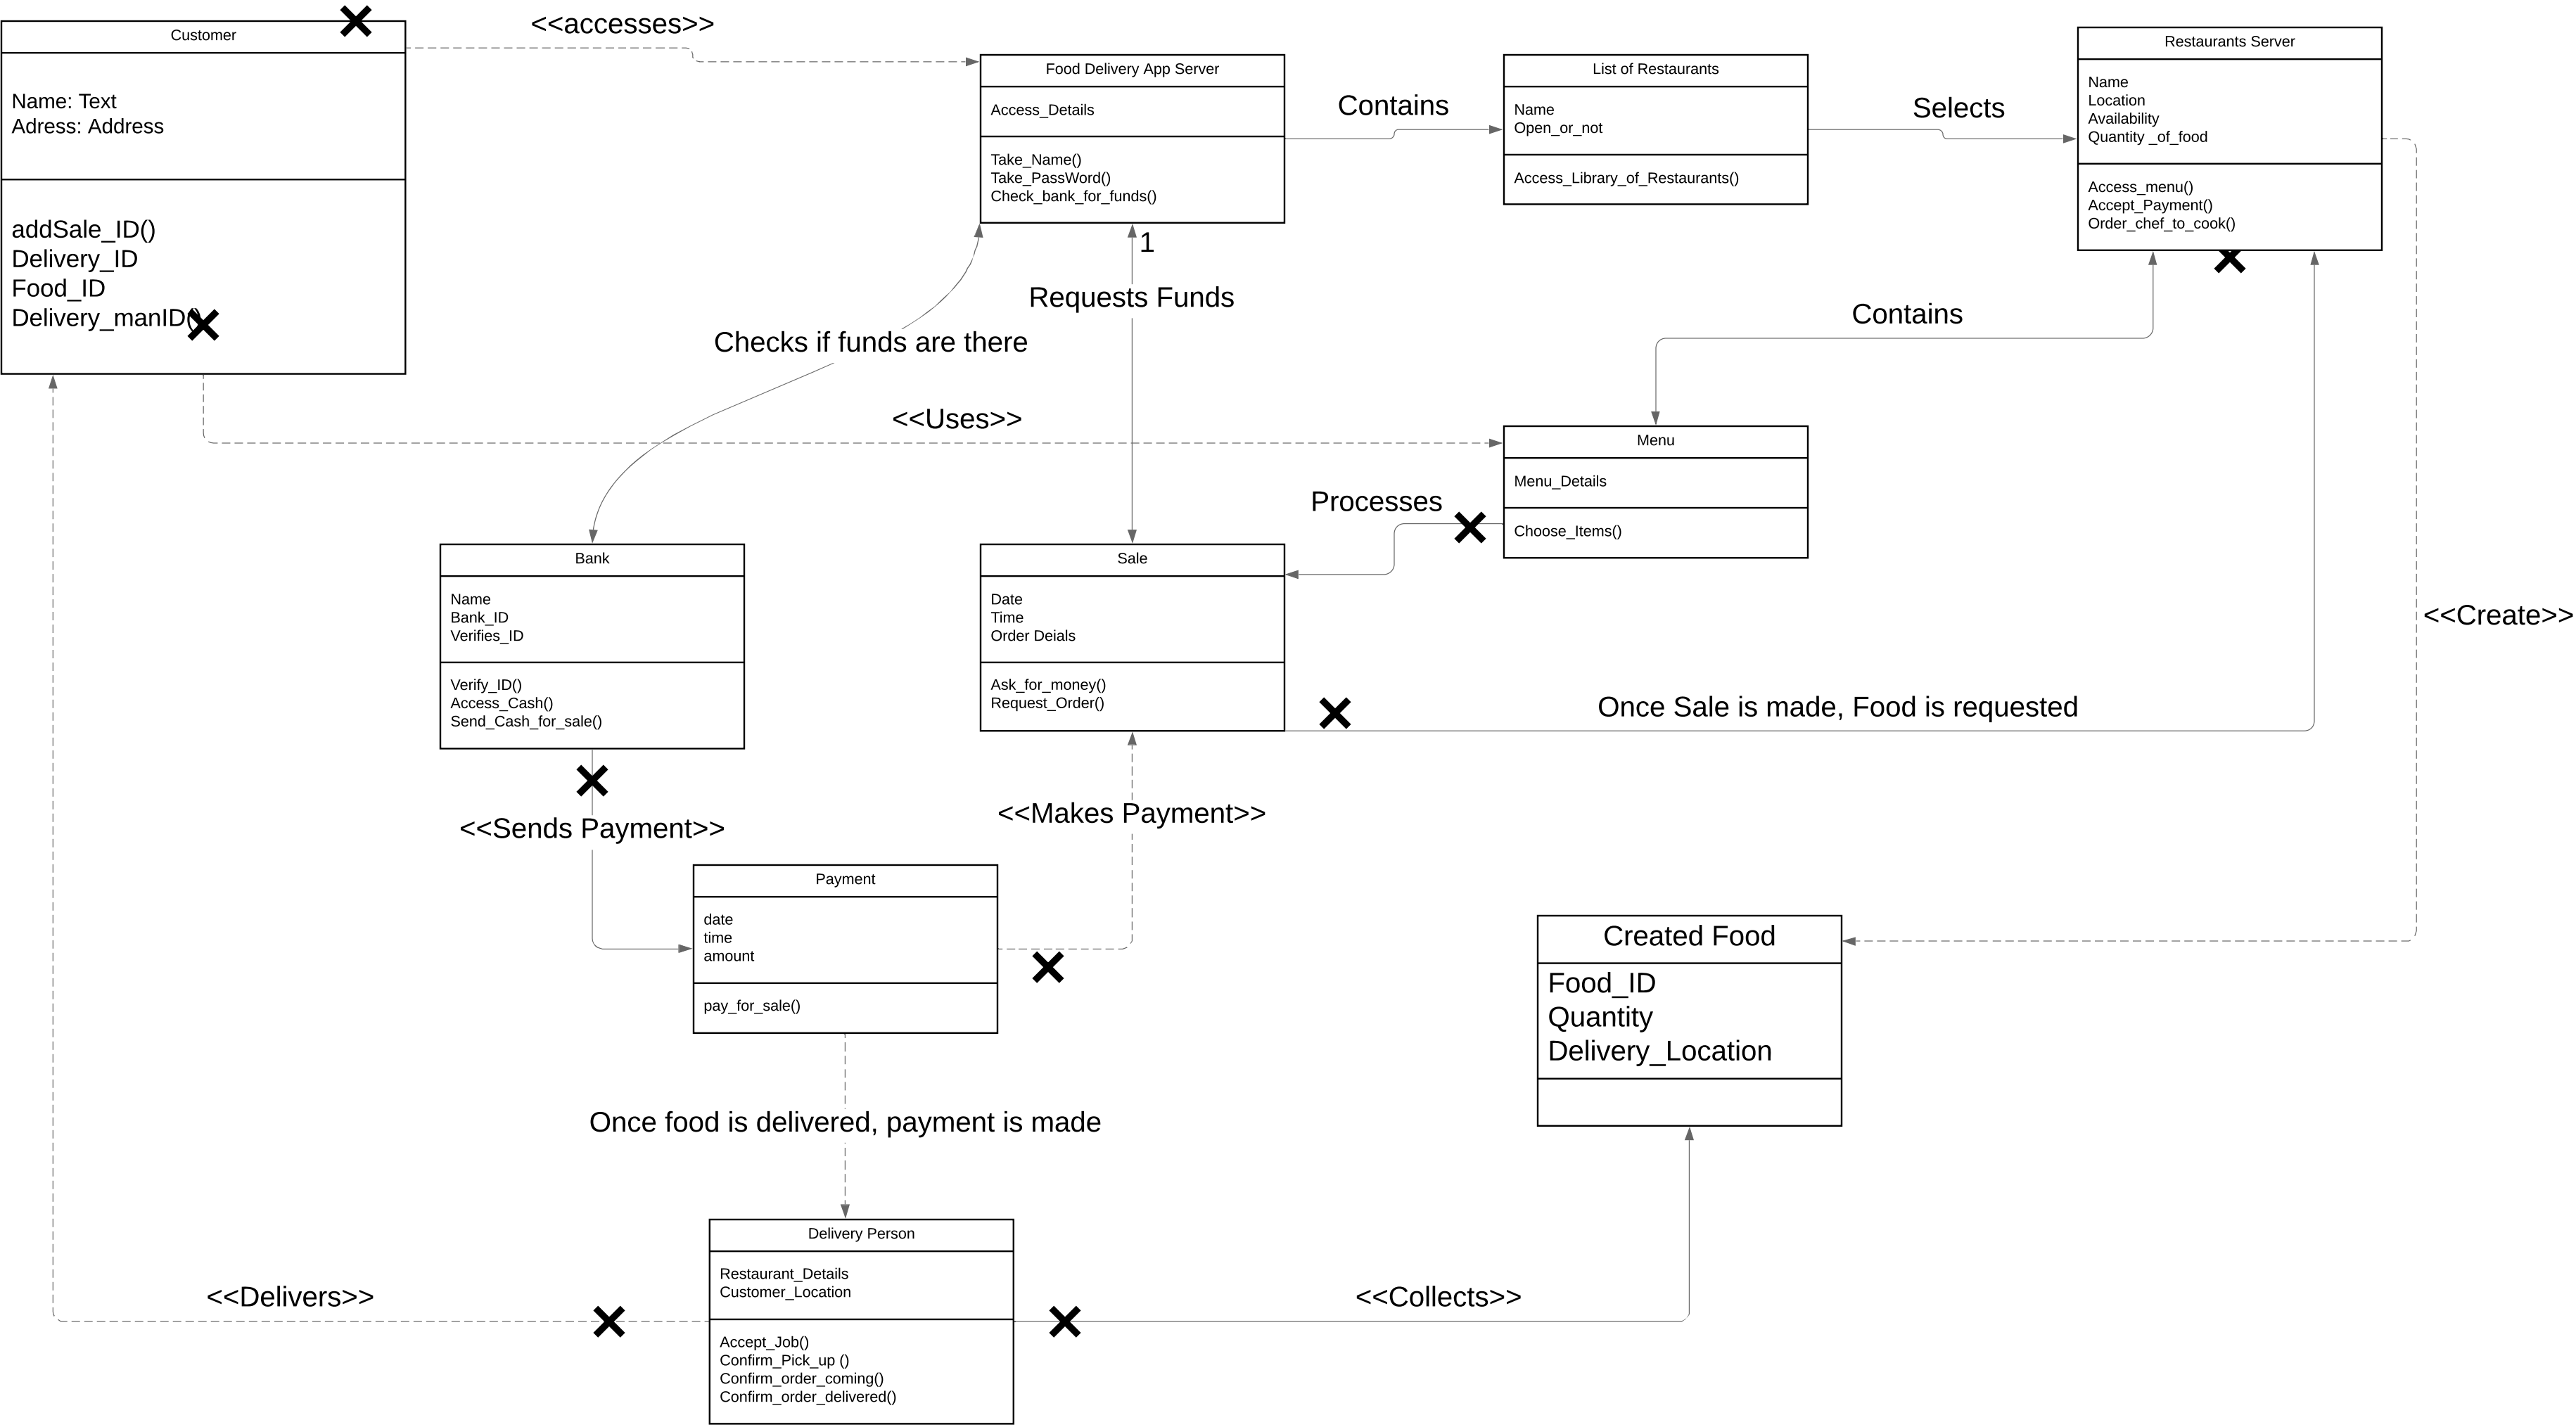 Customer
Name: Text
Adress: Address
addSale_ID()
Delivery_ID
Food_ID
Delivery_manID()
<<accesses>>
Food Delivery App Server
Access_Details
Take_Name()
Take_PassWord()
Check_bank_for_funds()
Contains
List of Restaurants
Name
Open_or_not
Access_Library_of_Restaurants()
Selects
Restaurants Server
Name
Location
Availability
Quantity _of_food
Access_menu()
Accept_Payment()
Order_chef_to_cook()
1
Requests Funds
Checks if funds are there
Contains
<<Uses>>
Menu
Menu_Details
Choose_Items()
Processes
Bank
Name
Bank_ID
Verifies_ID
Verify_ID()
Access_Cash()
Send_Cash_for_sale()
Sale
Date
Time
Order Deials
Ask_for_money()
Request_Order()
<<Create>>
Once Sale is made, Food is requested
<<Sends Payment>>
<<Makes Payment>>
Payment
date
time
amount
pay_for_sale()
Created Food
Food_ID
Quantity
Delivery_Location
Once food is delivered, payment is made
Delivery Person
Restaurant_Details
Customer_Location
Accept_Job()
Confirm_Pick_up ()
Confirm_order_coming()
Confirm_order_delivered()
<<Delivers>>
<<Collects>>